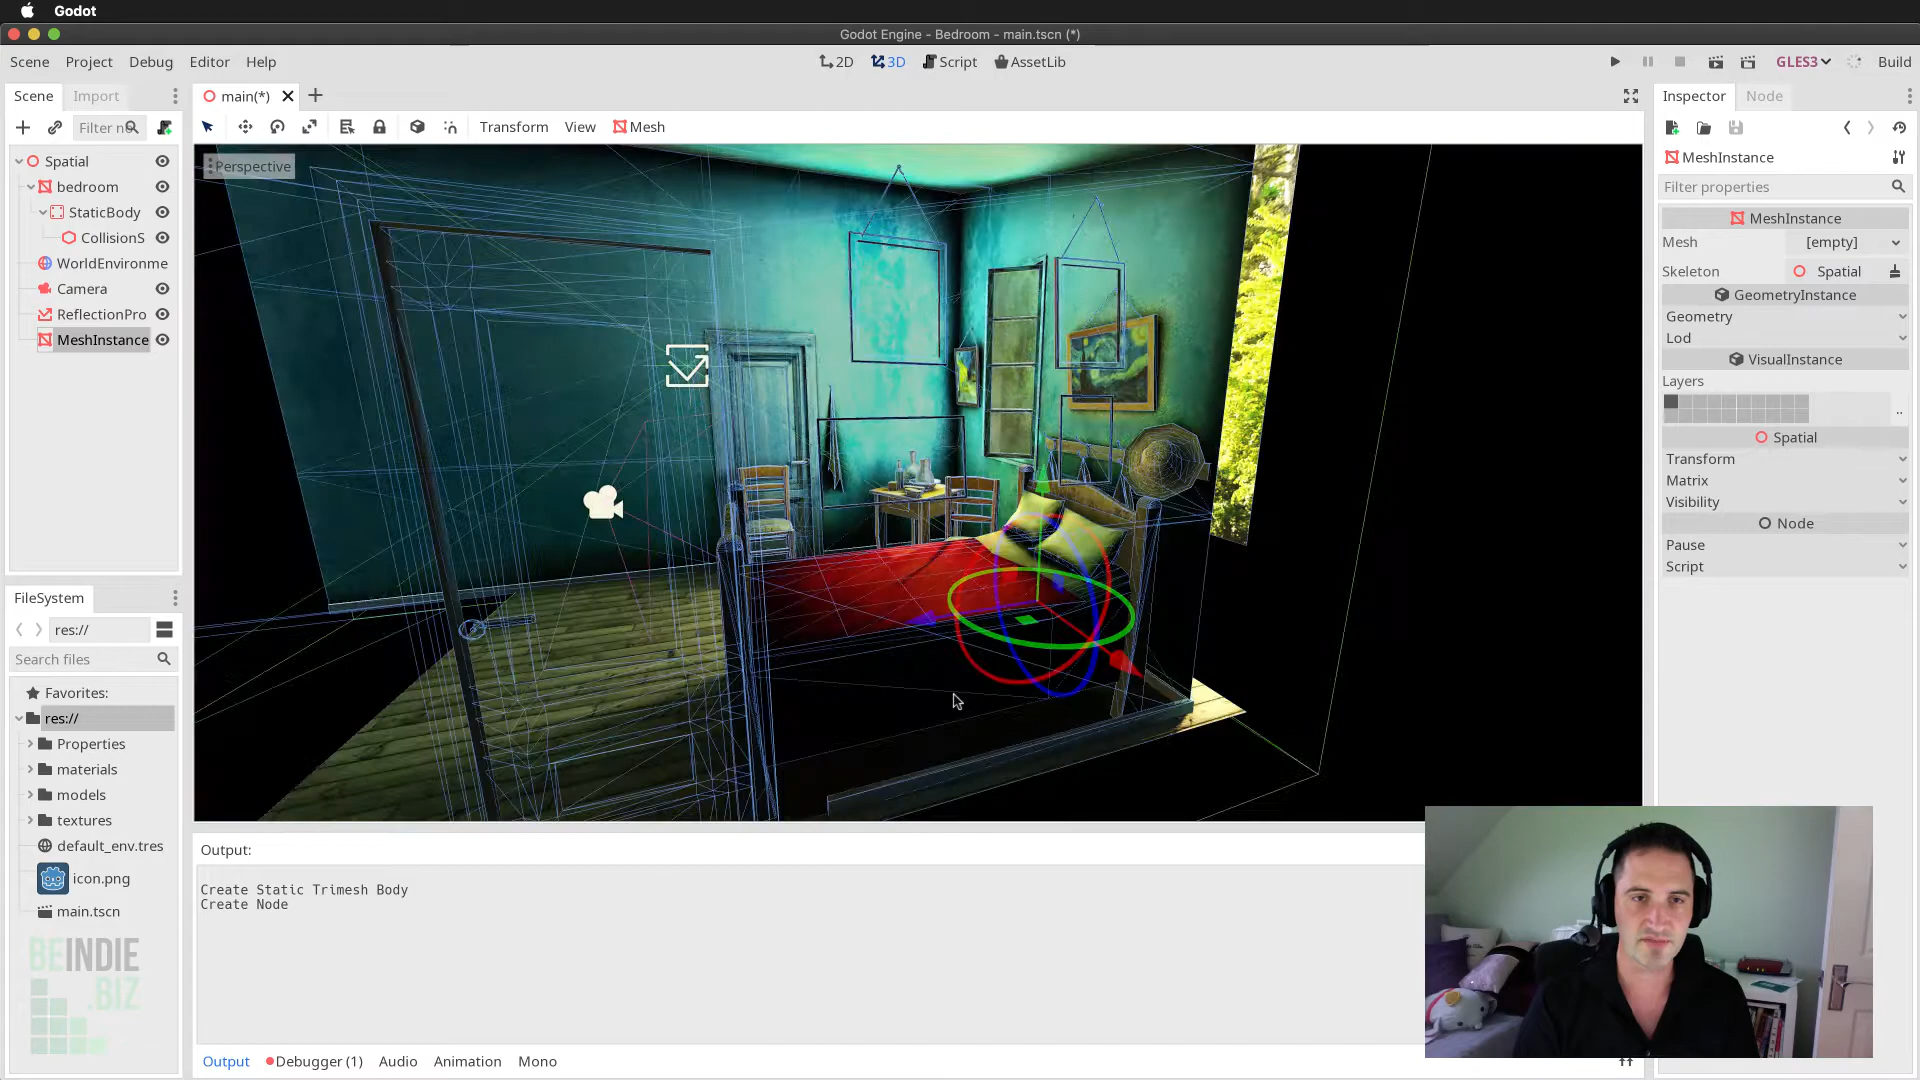 Godot
Godot Engine - Bedroom - main.tscn (*)
Scene Project Debug Editor Help
2D 3D Script AssetLib
GLES3 Build
Scene Import
main(*)
Inspector Node
Filter n
Transform View Mesh
Spatial
bedroom
StaticBody
CollisionS
WorldEnvironme
Camera
ReflectionPro
MeshInstance
Perspective
MeshInstance
Filter properties
MeshInstance
Mesh [empty]
Skeleton Spatial
GeometryInstance
Geometry
Lod
VisualInstance
Layers
..
Spatial
Transform
Matrix
Visibility
Node
Pause
Script
FileSystem
res://
Search files
Favorites:
res://
Properties
materials
models
textures
default_env.tres
icon.png
main.tscn
BEINDIE
.BIZ
Output:
Create Static Trimesh Body
Create Node
Output Debugger (1) Audio Animation Mono